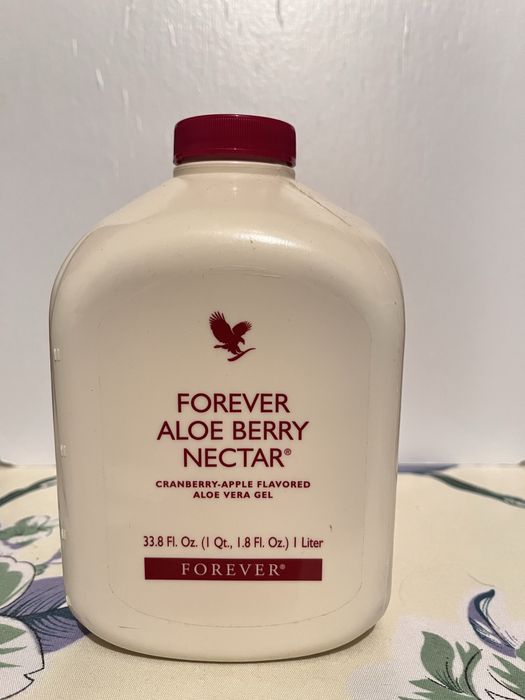 FOREVER
ALOE BERRY
NECTAR®
CRANBERRY-APPLE FLAVORED
ALOE VERA GEL
33.8 Fl. Oz. (1 Qt., 1.8 Fl. Oz.) 1 Liter
FOREVER®